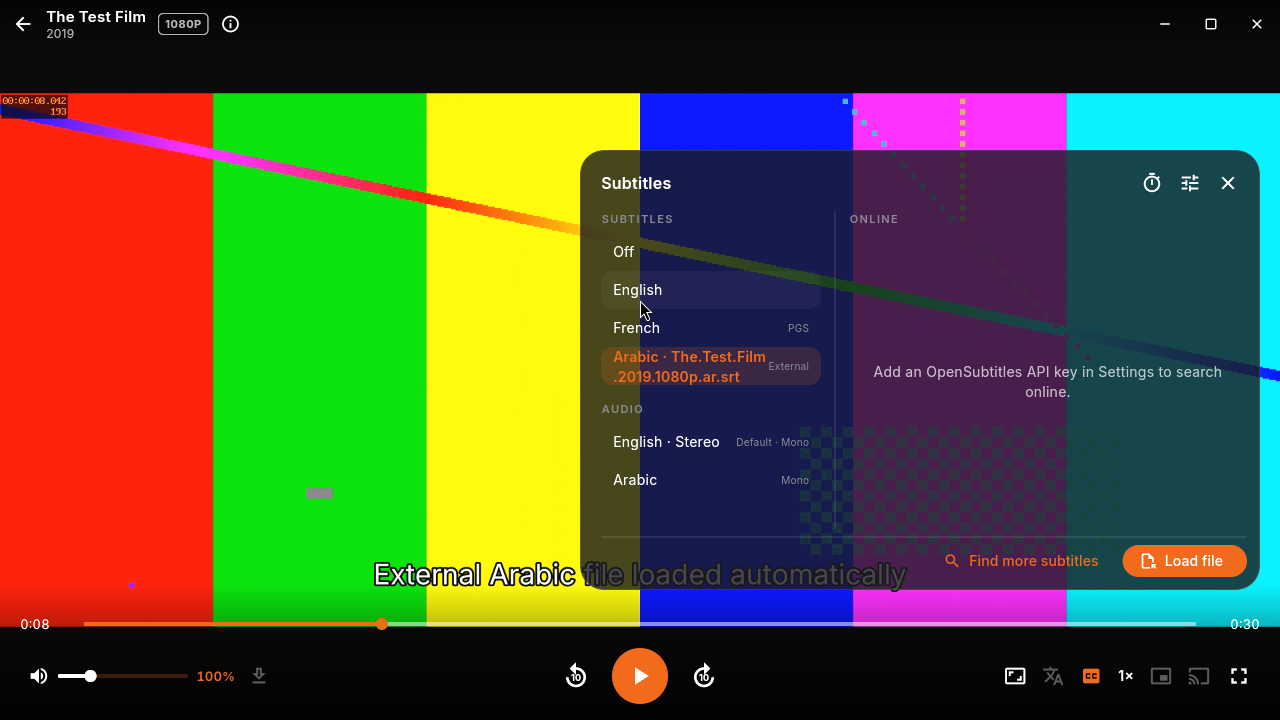 The Test Film
1080P
2019
00:00:08.042
193
Subtitles
SUBTITLES
Off
English
French PGS
Arabic · The.Test.Film
.2019.1080p.ar.srt
External
AUDIO
English · Stereo Default · Mono
Arabic Mono
ONLINE
Add an OpenSubtitles API key in Settings to search
online.
Find more subtitles
Load file
External Arabic file loaded automatically
0:08
0:30
100%
10
10
CC
1×